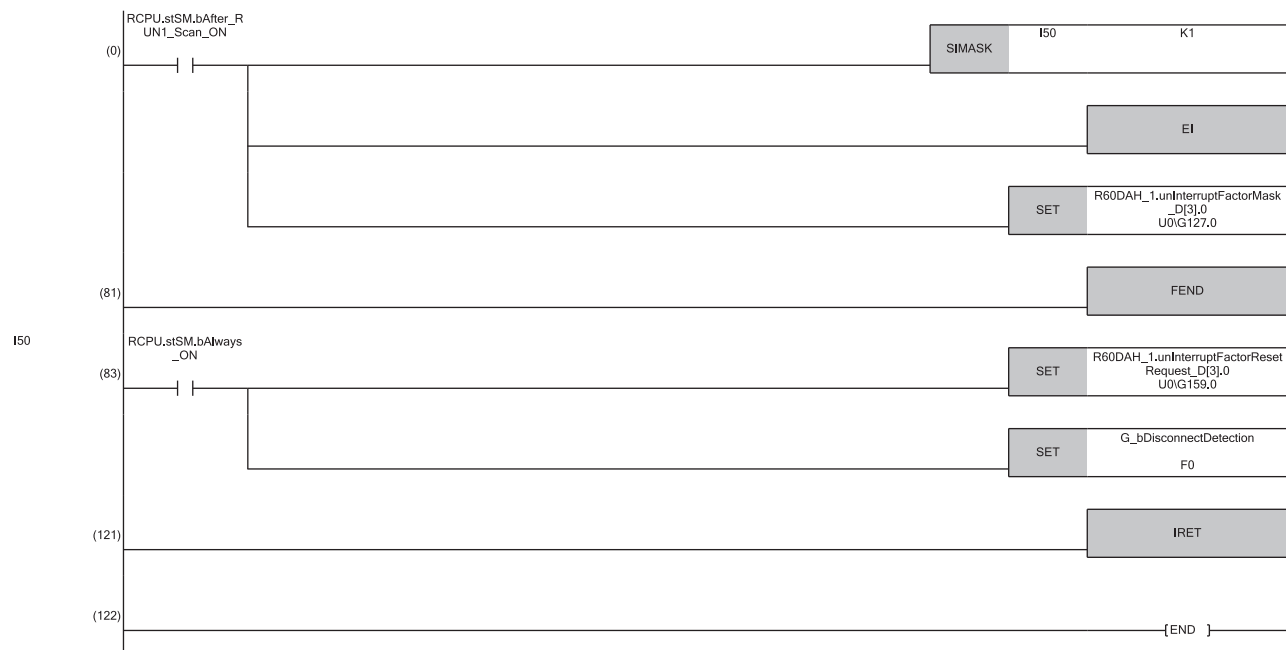 RCPU.stSM.bAfter_R
UN1_Scan_ON
(0)
SIMASK
I50
K1
EI
SET
R60DAH_1.unInterruptFactorMask
_D[3].0
U0\G127.0
(81)
FEND
I50
RCPU.stSM.bAlways
_ON
(83)
SET
R60DAH_1.unInterruptFactorReset
Request_D[3].0
U0\G159.0
SET
G_bDisconnectDetection
F0
(121)
IRET
(122)
[END ]